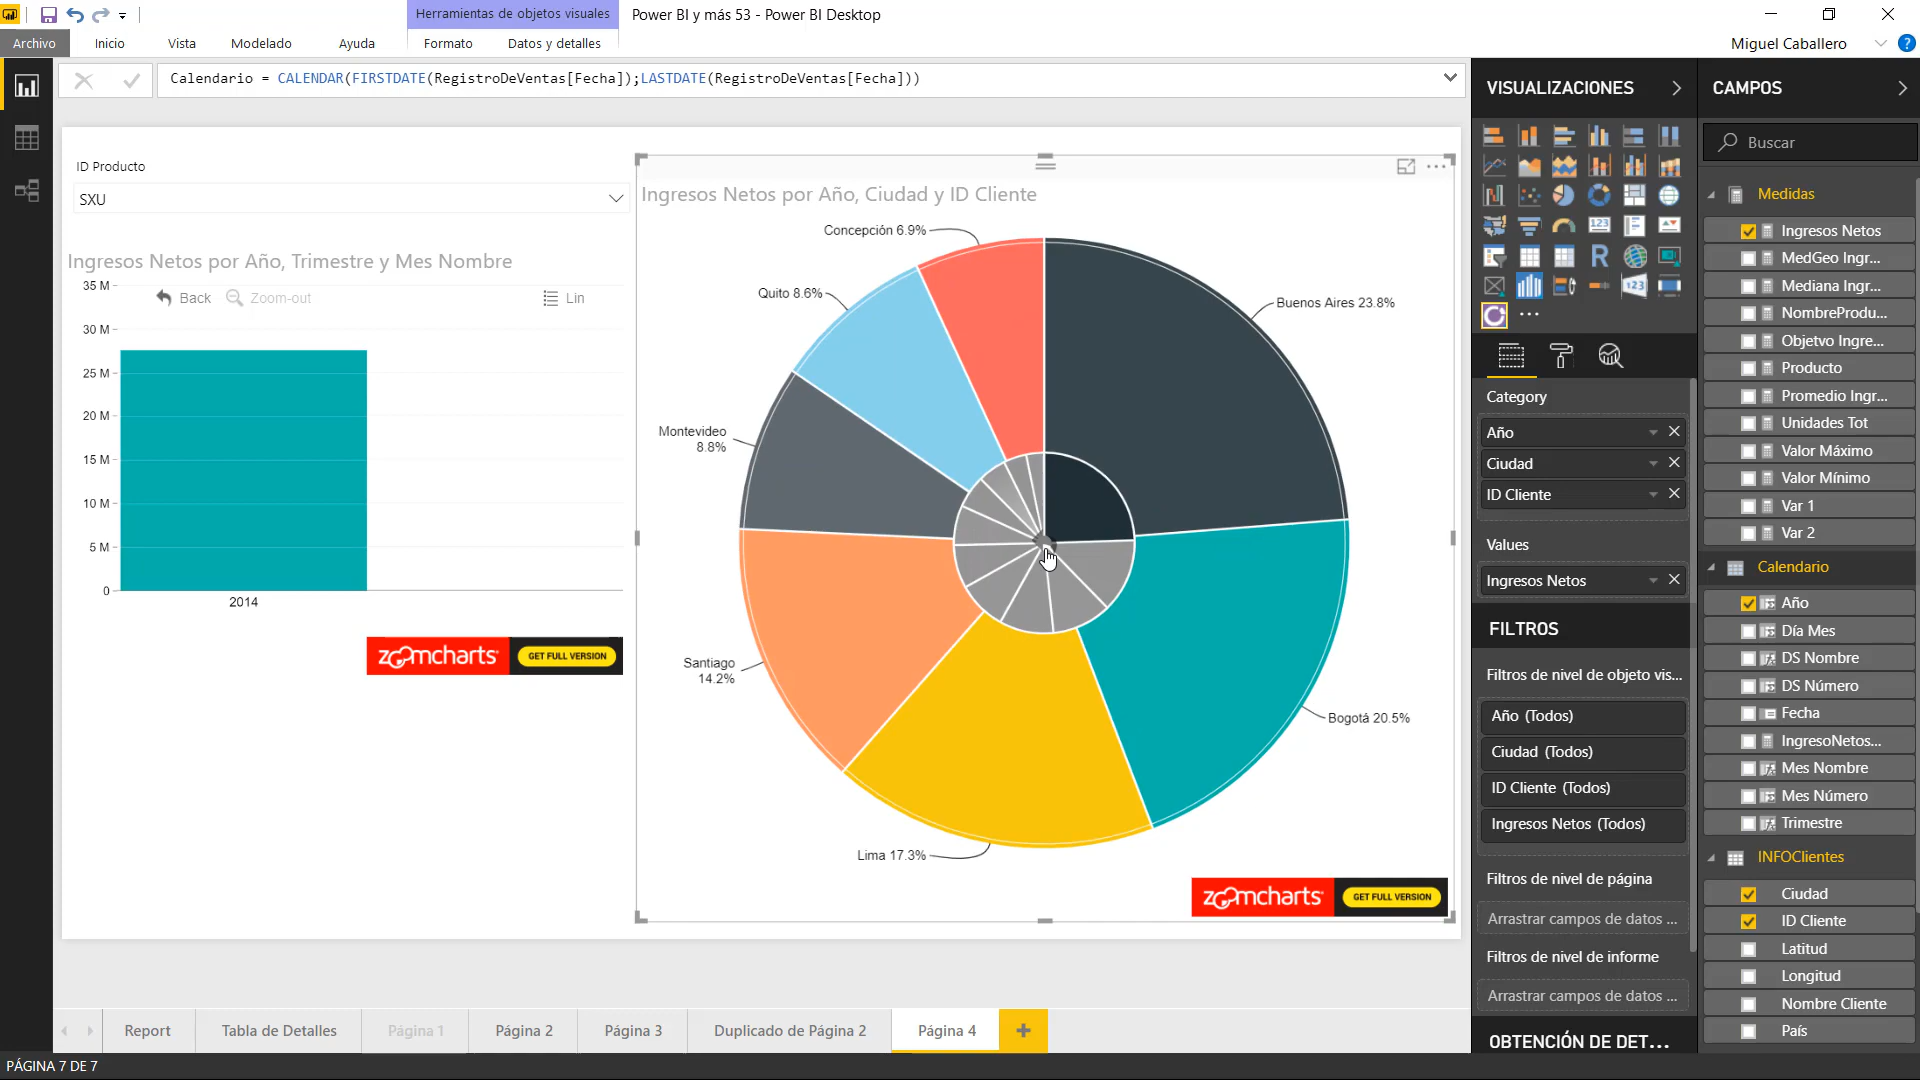 Herramientas de objetos visuales
Power BI y más 53 - Power BI Desktop
Archivo
Inicio
Vista
Modelado
Ayuda
Formato
Datos y detalles
Miguel Caballero
?
Calendario = CALENDAR(FIRSTDATE(RegistroDeVentas[Fecha]);LASTDATE(RegistroDeVentas[Fecha]))
ID Producto
SXU
Ingresos Netos por Año, Trimestre y Mes Nombre
Back
Zoom-out
Lin
35 M
30 M
25 M
20 M
15 M
10 M
5 M
0
2014
zoomcharts
GET FULL VERSION
Ingresos Netos por Año, Ciudad y ID Cliente
Concepción 6.9%
Quito 8.6%
Buenos Aires 23.8%
Montevideo
8.8%
Santiago
14.2%
Bogotá 20.5%
Lima 17.3%
zoomcharts
GET FULL VERSION
VISUALIZACIONES
123
R
123
Category
Año
Ciudad
ID Cliente
Values
Ingresos Netos
FILTROS
Filtros de nivel de objeto vis...
Año (Todos)
Ciudad (Todos)
ID Cliente (Todos)
Ingresos Netos (Todos)
Filtros de nivel de página
Arrastrar campos de datos ...
Filtros de nivel de informe
Arrastrar campos de datos ...
OBTENCIÓN DE DET...
CAMPOS
Buscar
Medidas
Ingresos Netos
MedGeo Ingr...
Mediana Ingr...
NombreProdu...
Objetvo Ingre...
Producto
Promedio Ingr...
Unidades Tot
Valor Máximo
Valor Mínimo
Var 1
Var 2
Calendario
Año
Día Mes
DS Nombre
DS Número
Fecha
IngresoNetos...
Mes Nombre
Mes Número
Trimestre
INFOClientes
Ciudad
ID Cliente
Latitud
Longitud
Nombre Cliente
País
Report
Tabla de Detalles
Página 1
Página 2
Página 3
Duplicado de Página 2
Página 4
PÁGINA 7 DE 7